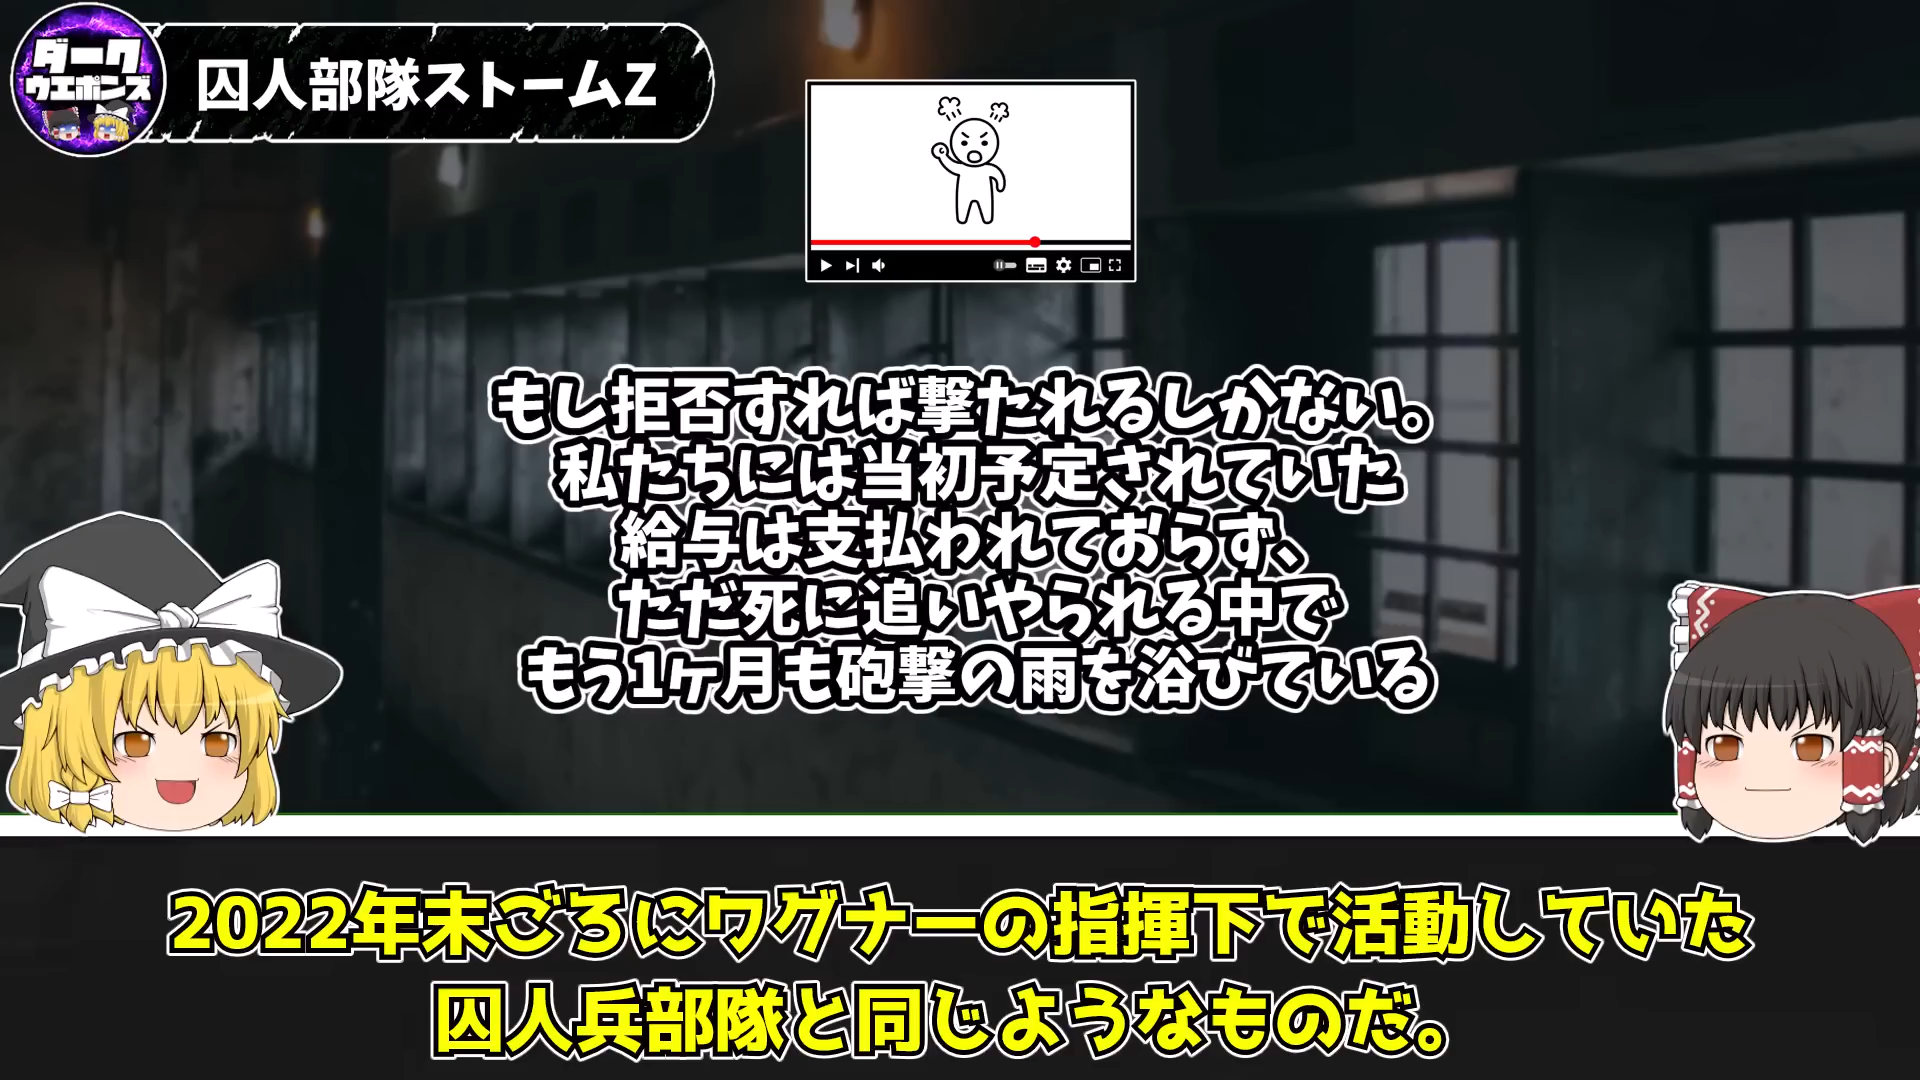 ダーク
ウエポンズ
囚人部隊ストームZ
もし拒否すれば撃たれるしかない。
私たちには当初予定されていた
給与は支払われておらず、
ただ死に追いやられる中で
もう1ヶ月も砲撃の雨を浴びている
2022年末ごろにワグナーの指揮下で活動していた
囚人兵部隊と同じようなものだ。